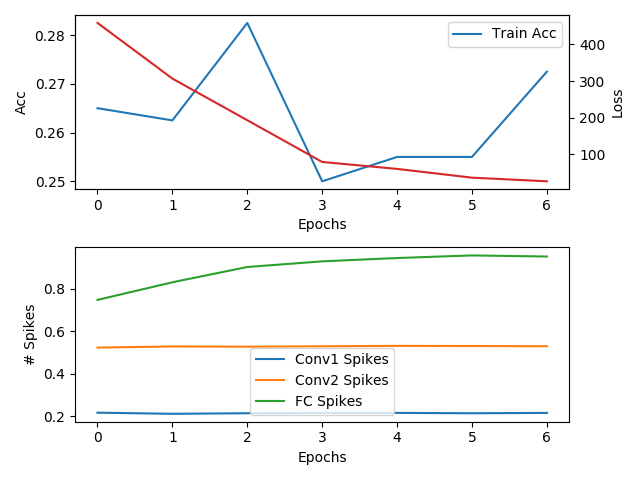 0.28
0.27
0.26
0.25
Acc
Train Acc
400
300
200
100
Loss
0 1 2 3 4 5 6
Epochs
0.8
0.6
0.4
0.2
# Spikes
Conv1 Spikes
Conv2 Spikes
FC Spikes
0 1 2 3 4 5 6
Epochs